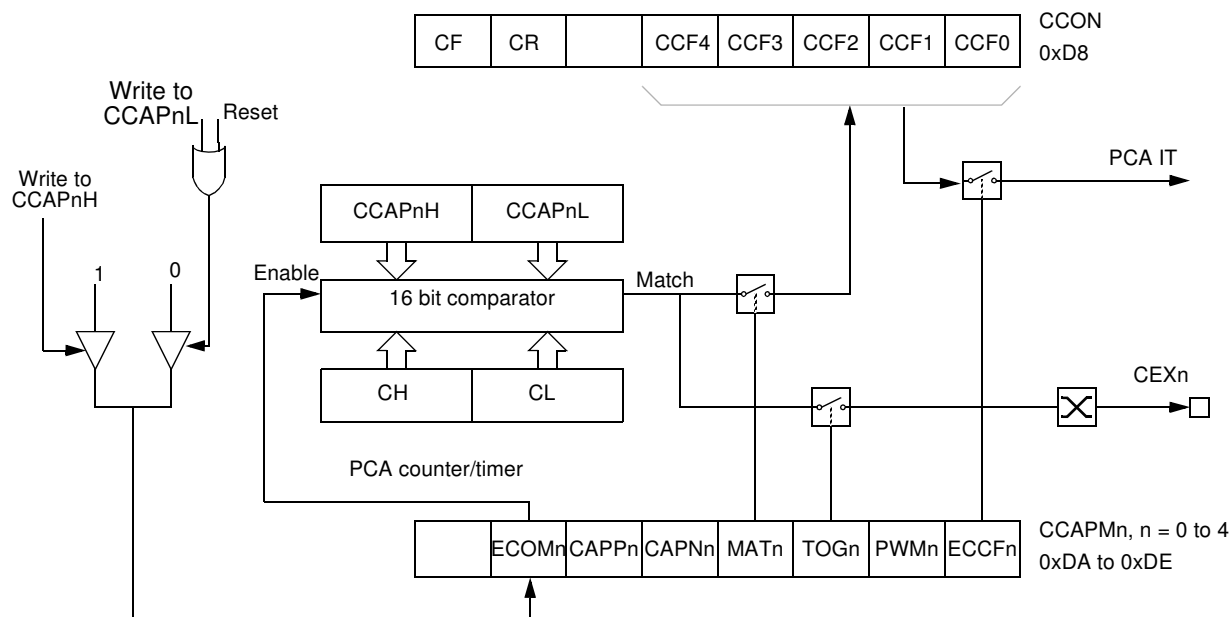 CF CR CCF4 CCF3 CCF2 CCF1 CCF0
CCON
0xD8
Write to
CCAPnL
Reset
Write to
CCAPnH
PCA IT
CCAPnH CCAPnL
1 0
Enable
16 bit comparator
Match
CH CL
CEXn
PCA counter/timer
ECOMn CAPPn CAPNn MATn TOGn PWMn ECCFn
CCAPMn, n = 0 to 4
0xDA to 0xDE